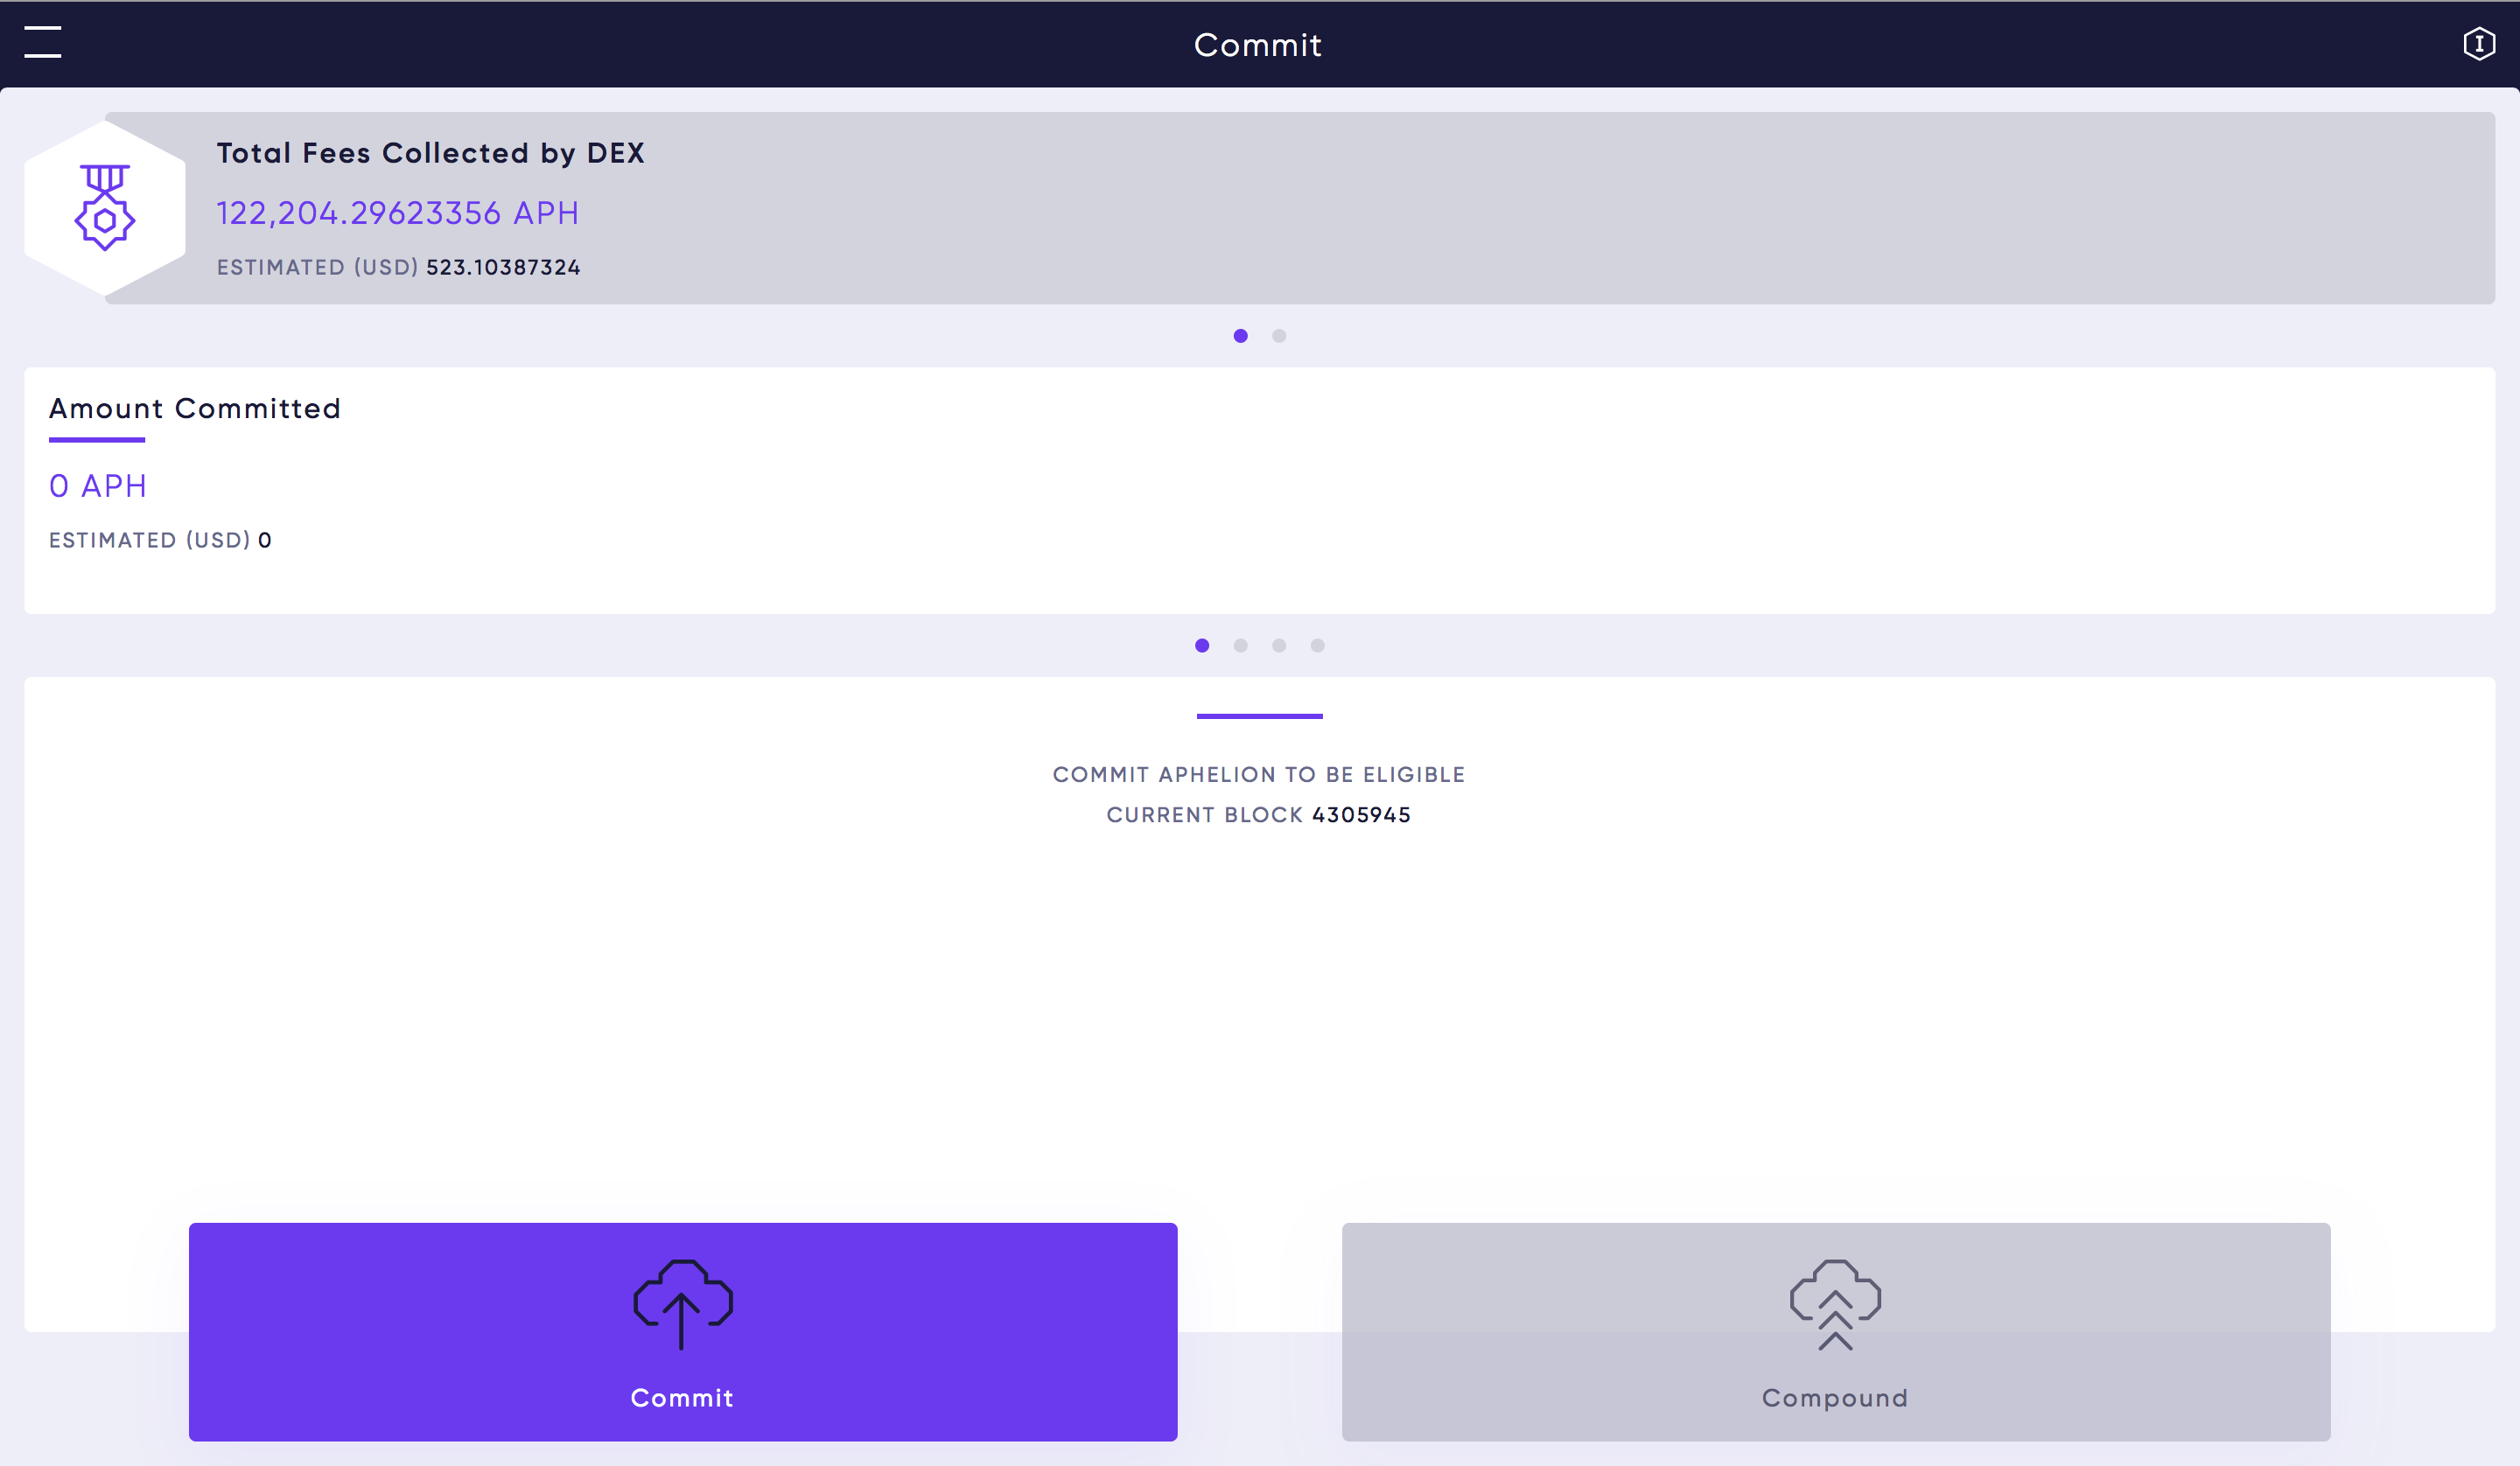 Commit
Total Fees Collected by DEX
122,204.29623356 APH
ESTIMATED (USD) 523.10387324
Amount Committed
0 APH
ESTIMATED (USD) 0
COMMIT APHELION TO BE ELIGIBLE
CURRENT BLOCK 4305945
Commit
Compound